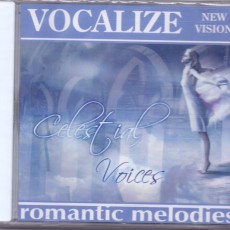 VOCALIZE
NEW
VISION
Celestial
Voices
romantic melodies